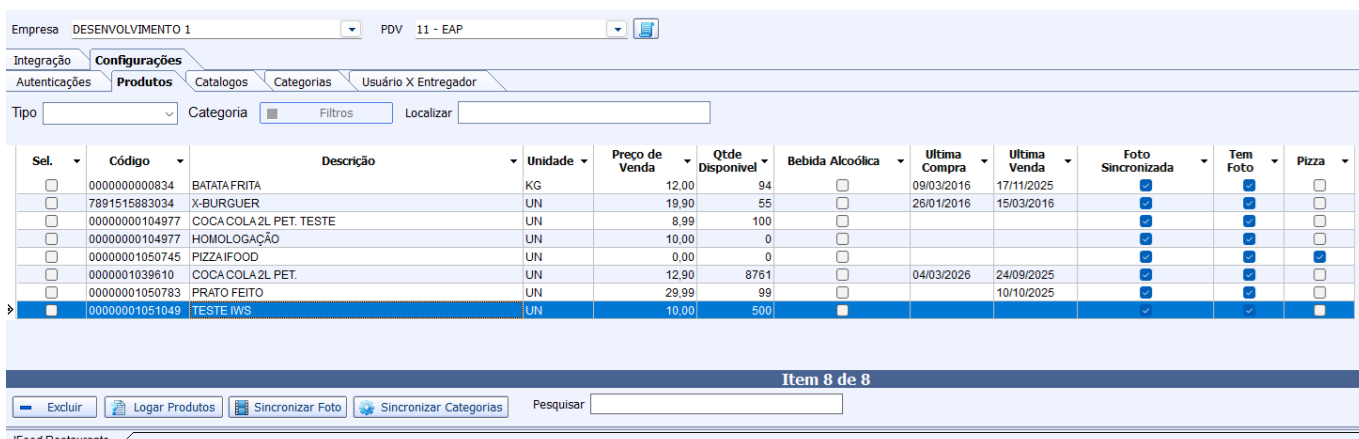 Empresa DESENVOLVIMENTO 1 PDV 11 - EAP
Integração Configurações
Autenticações Produtos Catalogos Categorias Usuário X Entregador
Tipo Categoria Filtros Localizar
Sel. Código Descrição Unidade Preço de Venda Qtde Disponivel Bebida Alcoólica Ultima Compra Ultima Venda Foto Sincronizada Tem Foto Pizza
0000000000834 BATATA FRITA KG 12,00 94 09/03/2016 17/11/2025
7891515883034 X-BURGUER UN 19,90 55 26/01/2016 15/03/2016
00000000104977 COCA COLA 2L PET. TESTE UN 8,99 100
00000000104977 HOMOLOGAÇÃO UN 10,00 0
00000001050745 PIZZA IFOOD UN 0,00 0
0000001039610 COCA COLA 2L PET. UN 12,90 8761 04/03/2026 24/09/2025
00000001050783 PRATO FEITO UN 29,99 99 10/10/2025
00000001051049 TESTE IWS UN 10,00 500
Item 8 de 8
Excluir Logar Produtos Sincronizar Foto Sincronizar Categorias Pesquisar